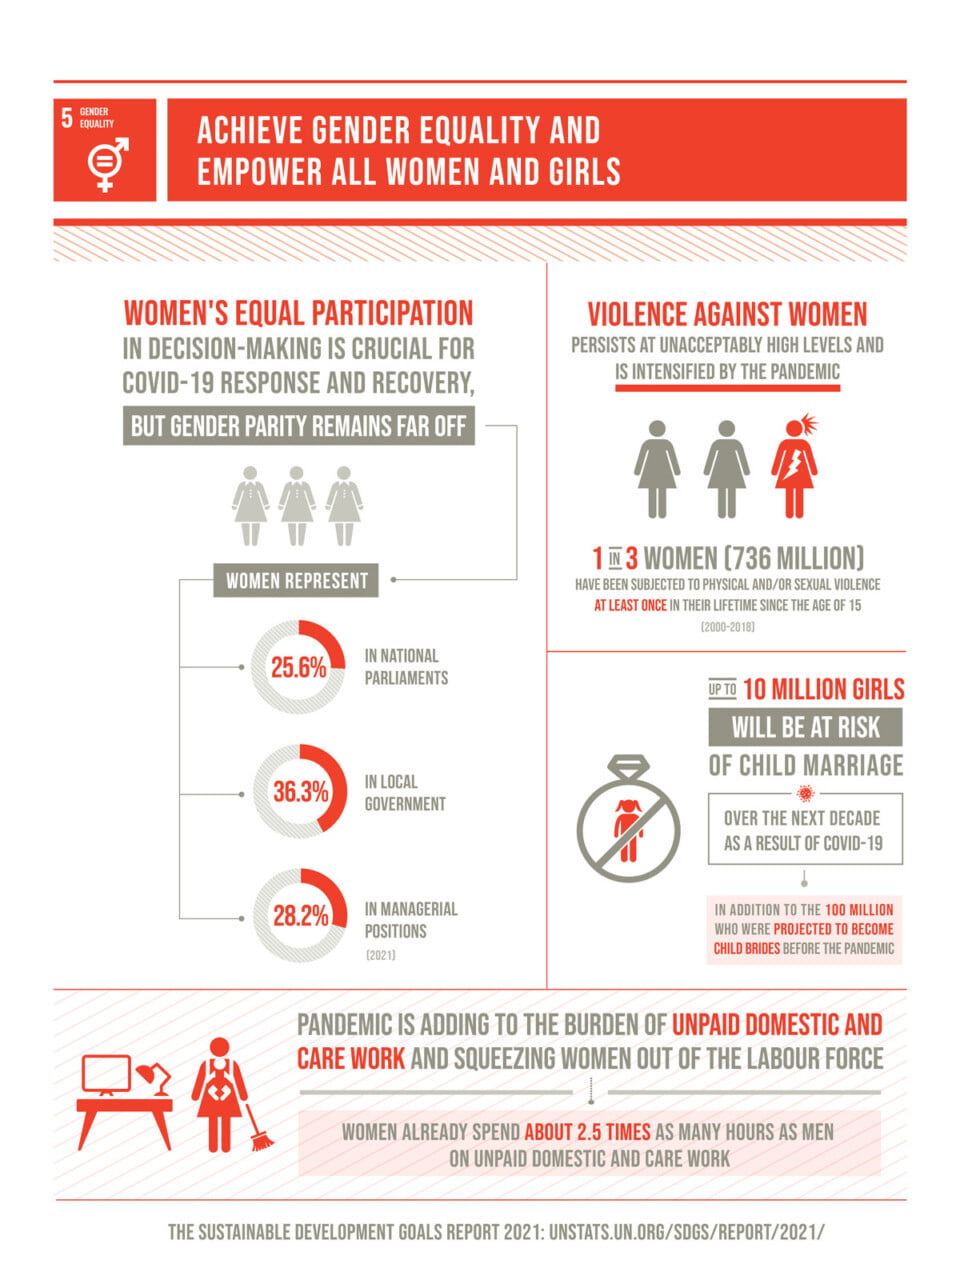 5 GENDER
EQUALITY
ACHIEVE GENDER EQUALITY AND
EMPOWER ALL WOMEN AND GIRLS
WOMEN'S EQUAL PARTICIPATION
IN DECISION-MAKING IS CRUCIAL FOR
COVID-19 RESPONSE AND RECOVERY,
BUT GENDER PARITY REMAINS FAR OFF
WOMEN REPRESENT
25.6%
IN NATIONAL
PARLIAMENTS
36.3%
IN LOCAL
GOVERNMENT
28.2%
IN MANAGERIAL
POSITIONS
(2021)
VIOLENCE AGAINST WOMEN
PERSISTS AT UNACCEPTABLY HIGH LEVELS AND
IS INTENSIFIED BY THE PANDEMIC
1 IN 3 WOMEN (736 MILLION)
HAVE BEEN SUBJECTED TO PHYSICAL AND/OR SEXUAL VIOLENCE
AT LEAST ONCE IN THEIR LIFETIME SINCE THE AGE OF 15
(2000-2018)
UP TO 10 MILLION GIRLS
WILL BE AT RISK
OF CHILD MARRIAGE
OVER THE NEXT DECADE
AS A RESULT OF COVID-19
IN ADDITION TO THE 100 MILLION
WHO WERE PROJECTED TO BECOME
CHILD BRIDES BEFORE THE PANDEMIC
PANDEMIC IS ADDING TO THE BURDEN OF UNPAID DOMESTIC AND
CARE WORK AND SQUEEZING WOMEN OUT OF THE LABOUR FORCE
WOMEN ALREADY SPEND ABOUT 2.5 TIMES AS MANY HOURS AS MEN
ON UNPAID DOMESTIC AND CARE WORK
THE SUSTAINABLE DEVELOPMENT GOALS REPORT 2021: UNSTATS.UN.ORG/SDGS/REPORT/2021/